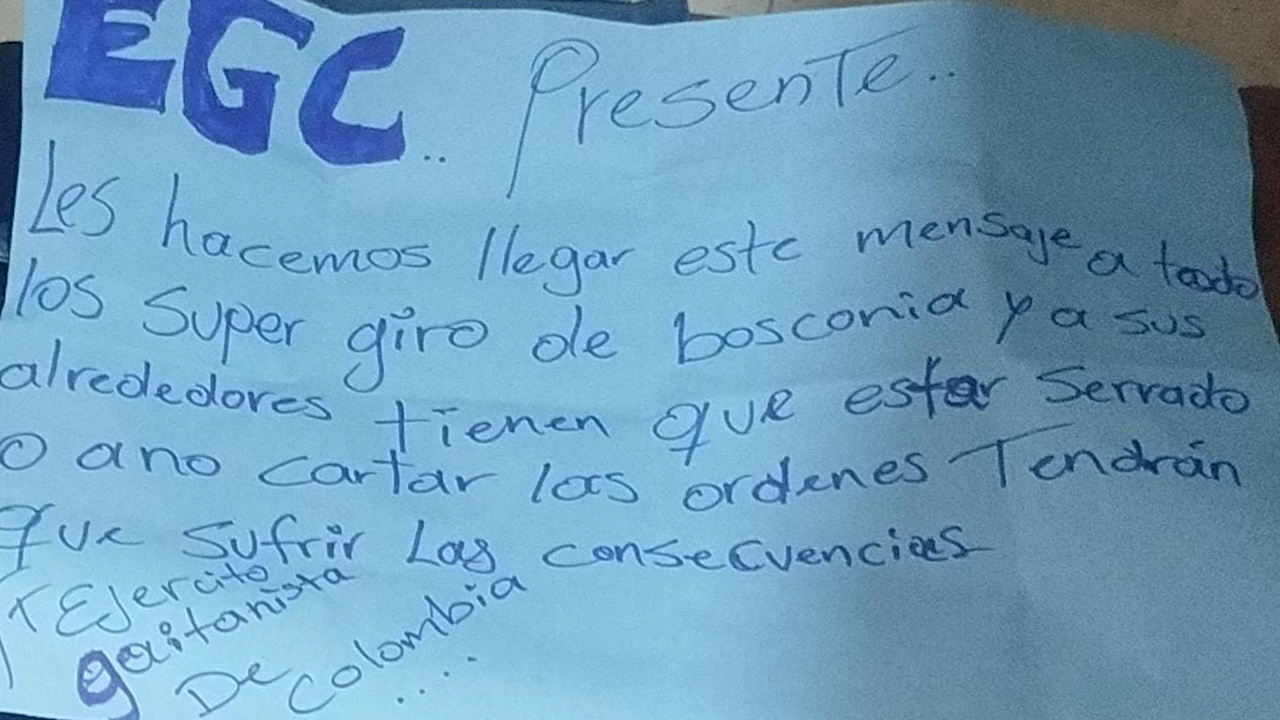 EGC.. Presente..
Les hacemos llegar este mensaje a todo
los Super giro de bosconia y a sus
alrededores tienen que estar Serrado
O a no cartar las ordenes Tendrán
que sufrir Las consecuencias
Ejercito
gaitanista
De colombia
....